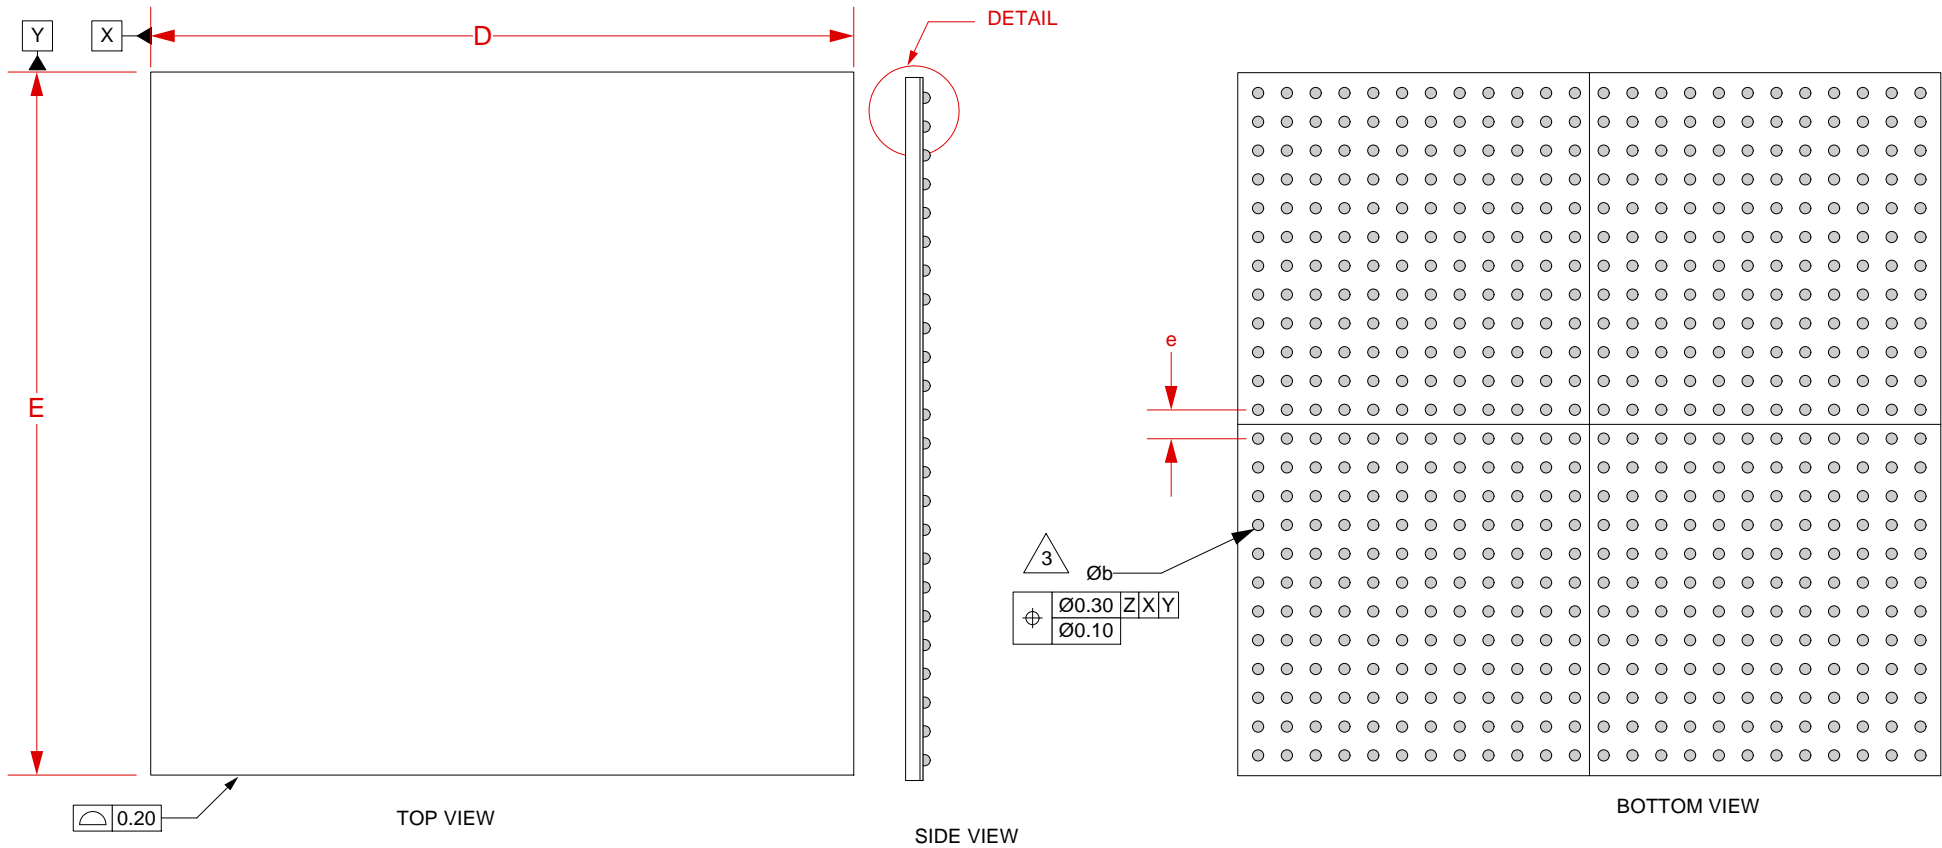 Y
X
D
DETAIL
E
e
3
Øb
Ø0.30 Z X Y
Ø0.10
0.20
TOP VIEW
SIDE VIEW
BOTTOM VIEW